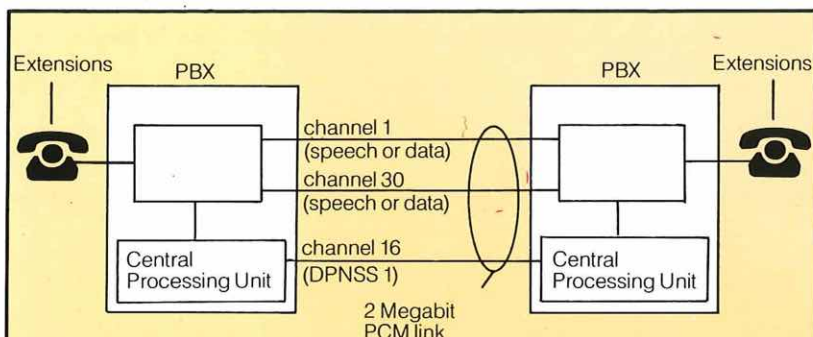 Extensions
PBX
PBX
Extensions
channel 1
(speech or data)
channel 30
(speech or data)
channel 16
(DPNSS 1)
Central
Processing Unit
Central
Processing Unit
2 Megabit
PCM link